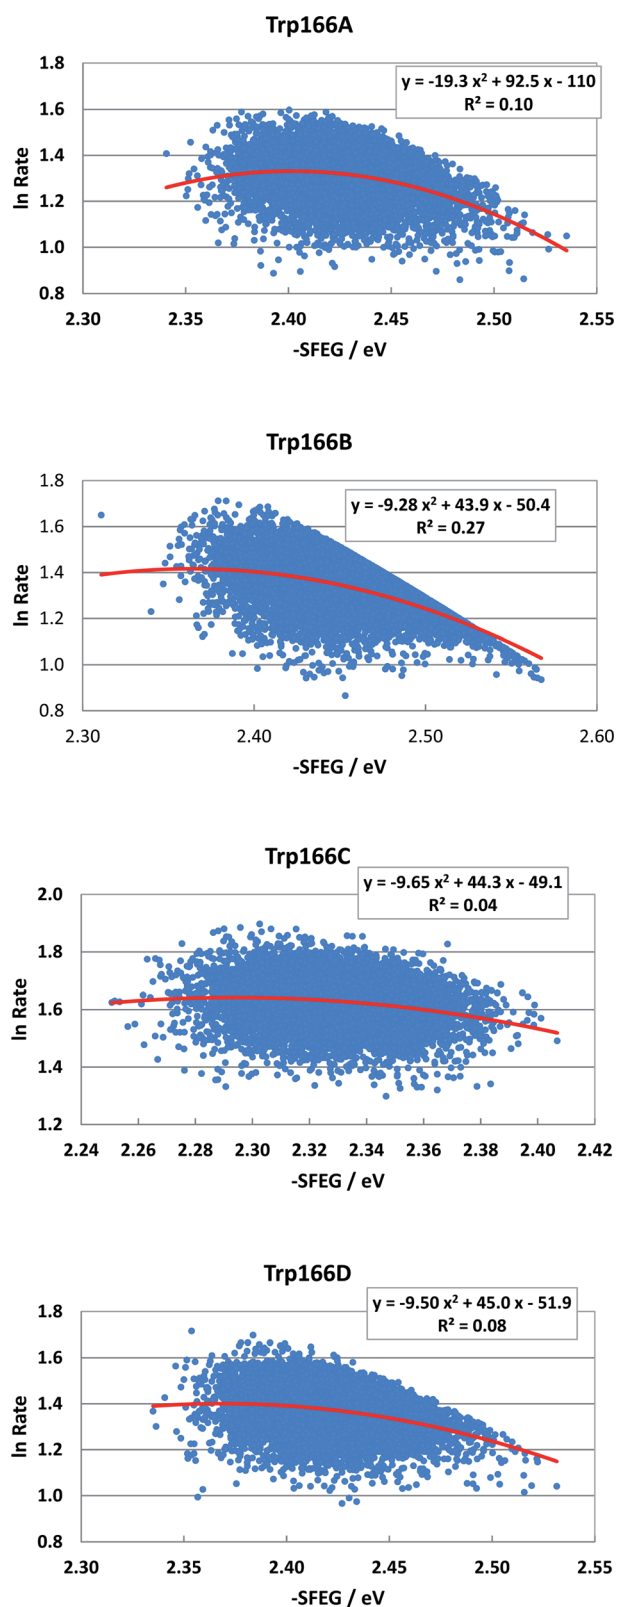 Trp166A
y = -19.3 x² + 92.5 x - 110
R² = 0.10
1.8
1.6
1.4
1.2
1.0
0.8
ln Rate
2.30 2.35 2.40 2.45 2.50 2.55
-SFEG / eV
Trp166B
y = -9.28 x² + 43.9 x - 50.4
R² = 0.27
1.8
1.6
1.4
1.2
1.0
0.8
ln Rate
2.30 2.40 2.50 2.60
-SFEG / eV
Trp166C
y = -9.65 x² + 44.3 x - 49.1
R² = 0.04
2.0
1.8
1.6
1.4
1.2
ln Rate
2.24 2.26 2.28 2.30 2.32 2.34 2.36 2.38 2.40 2.42
-SFEG / eV
Trp166D
y = -9.50 x² + 45.0 x - 51.9
R² = 0.08
1.8
1.6
1.4
1.2
1.0
0.8
ln Rate
2.30 2.35 2.40 2.45 2.50 2.55
-SFEG / eV